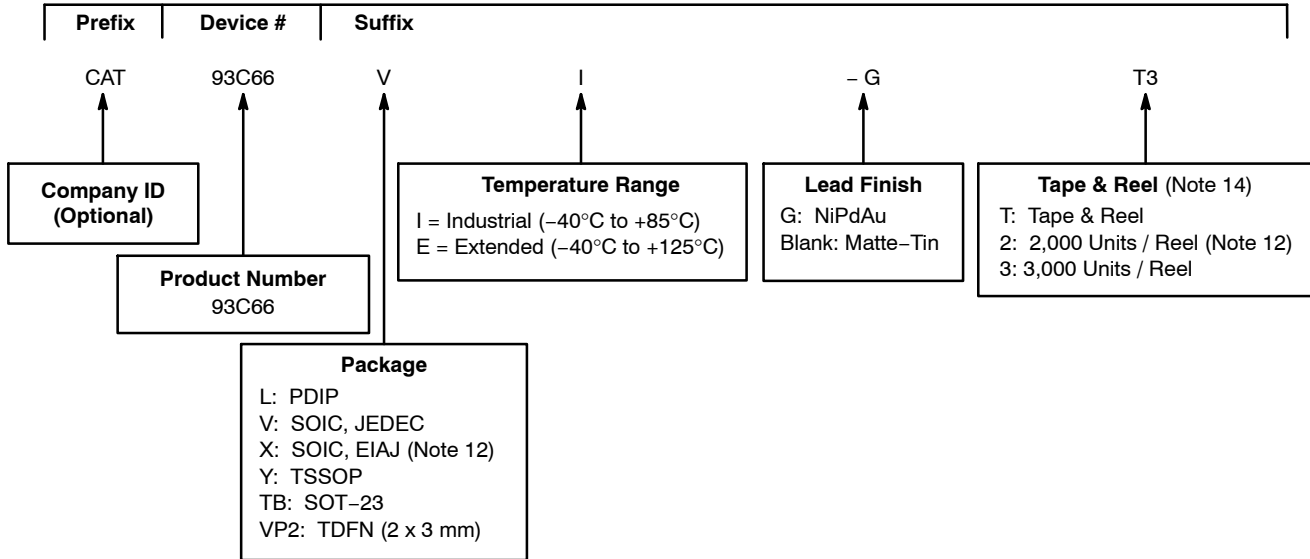 Prefix Device # Suffix
CAT 93C66 V I – G T3
Company ID
(Optional)
Temperature Range
I = Industrial (−40°C to +85°C)
E = Extended (−40°C to +125°C)
Lead Finish
G: NiPdAu
Blank: Matte−Tin
Tape & Reel (Note 14)
T: Tape & Reel
2: 2,000 Units / Reel (Note 12)
3: 3,000 Units / Reel
Product Number
93C66
Package
L: PDIP
V: SOIC, JEDEC
X: SOIC, EIAJ (Note 12)
Y: TSSOP
TB: SOT−23
VP2: TDFN (2 x 3 mm)